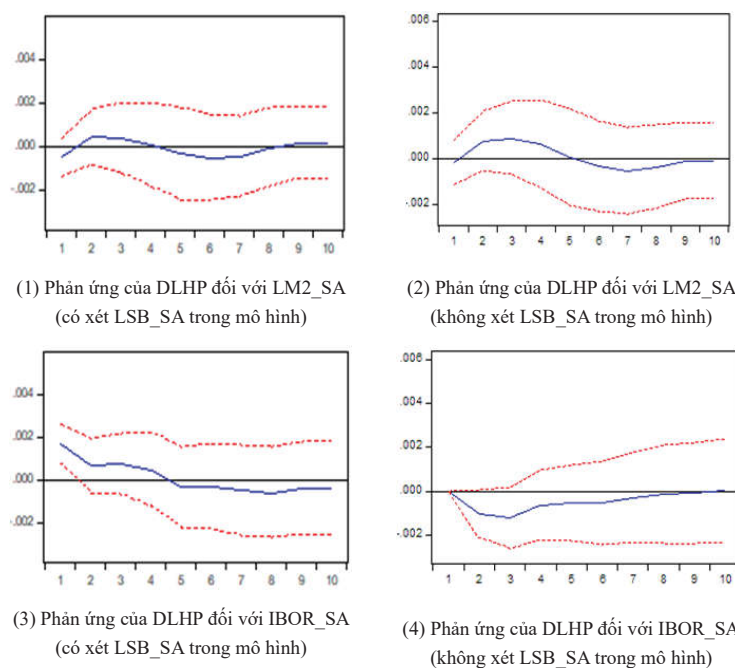 .004
.002
.000
-.002
1 2 3 4 5 6 7 8 9 10
(1) Phản ứng của DLHP đối với LM2_SA
(có xét LSB_SA trong mô hình)
.006
.004
.002
.000
-.002
1 2 3 4 5 6 7 8 9 10
(2) Phản ứng của DLHP đối với LM2_SA
(không xét LSB_SA trong mô hình)
.004
.002
.000
-.002
1 2 3 4 5 6 7 8 9 10
(3) Phản ứng của DLHP đối với IBOR_SA
(có xét LSB_SA trong mô hình)
.006
.004
.002
.000
-.002
1 2 3 4 5 6 7 8 9 10
(4) Phản ứng của DLHP đối với IBOR_SA
(không xét LSB_SA trong mô hình)